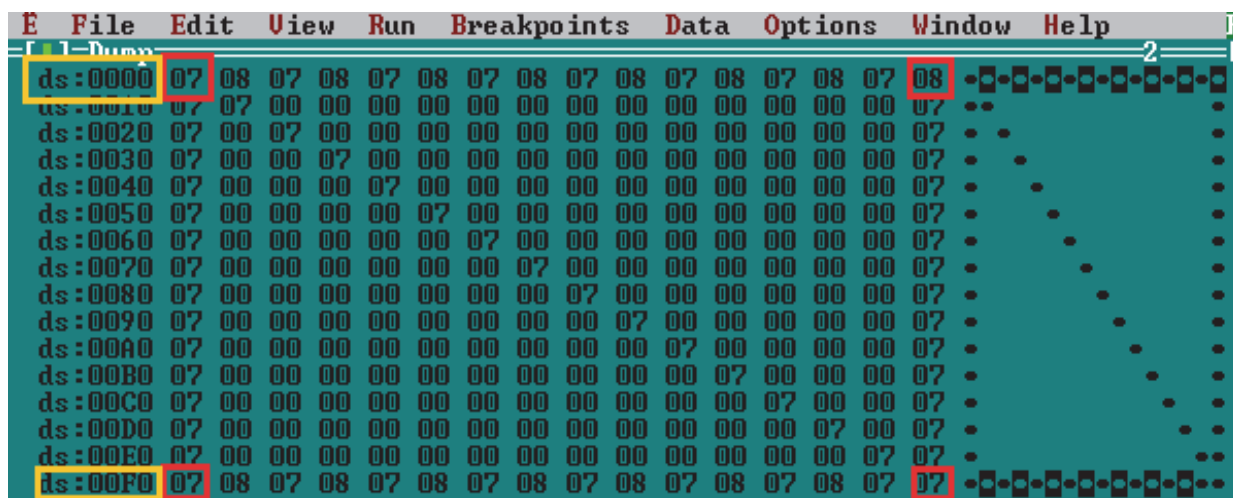 Ë File Edit View Run Breakpoints Data Options Window Help
[■]=Dump 2
ds:0000 07 08 07 08 07 08 07 08 07 08 07 08 07 08 07 08
ds:0010 07 07 00 00 00 00 00 00 00 00 00 00 00 00 00 07
ds:0020 07 00 07 00 00 00 00 00 00 00 00 00 00 00 00 07
ds:0030 07 00 00 07 00 00 00 00 00 00 00 00 00 00 00 07
ds:0040 07 00 00 00 07 00 00 00 00 00 00 00 00 00 00 07
ds:0050 07 00 00 00 00 07 00 00 00 00 00 00 00 00 00 07
ds:0060 07 00 00 00 00 00 07 00 00 00 00 00 00 00 00 07
ds:0070 07 00 00 00 00 00 00 07 00 00 00 00 00 00 00 07
ds:0080 07 00 00 00 00 00 00 00 07 00 00 00 00 00 00 07
ds:0090 07 00 00 00 00 00 00 00 00 07 00 00 00 00 00 07
ds:00A0 07 00 00 00 00 00 00 00 00 00 07 00 00 00 00 07
ds:00B0 07 00 00 00 00 00 00 00 00 00 00 07 00 00 00 07
ds:00C0 07 00 00 00 00 00 00 00 00 00 00 00 07 00 00 07
ds:00D0 07 00 00 00 00 00 00 00 00 00 00 00 00 07 00 07
ds:00E0 07 00 00 00 00 00 00 00 00 00 00 00 00 00 07 07
ds:00F0 07 08 07 08 07 08 07 08 07 08 07 08 07 08 07 07